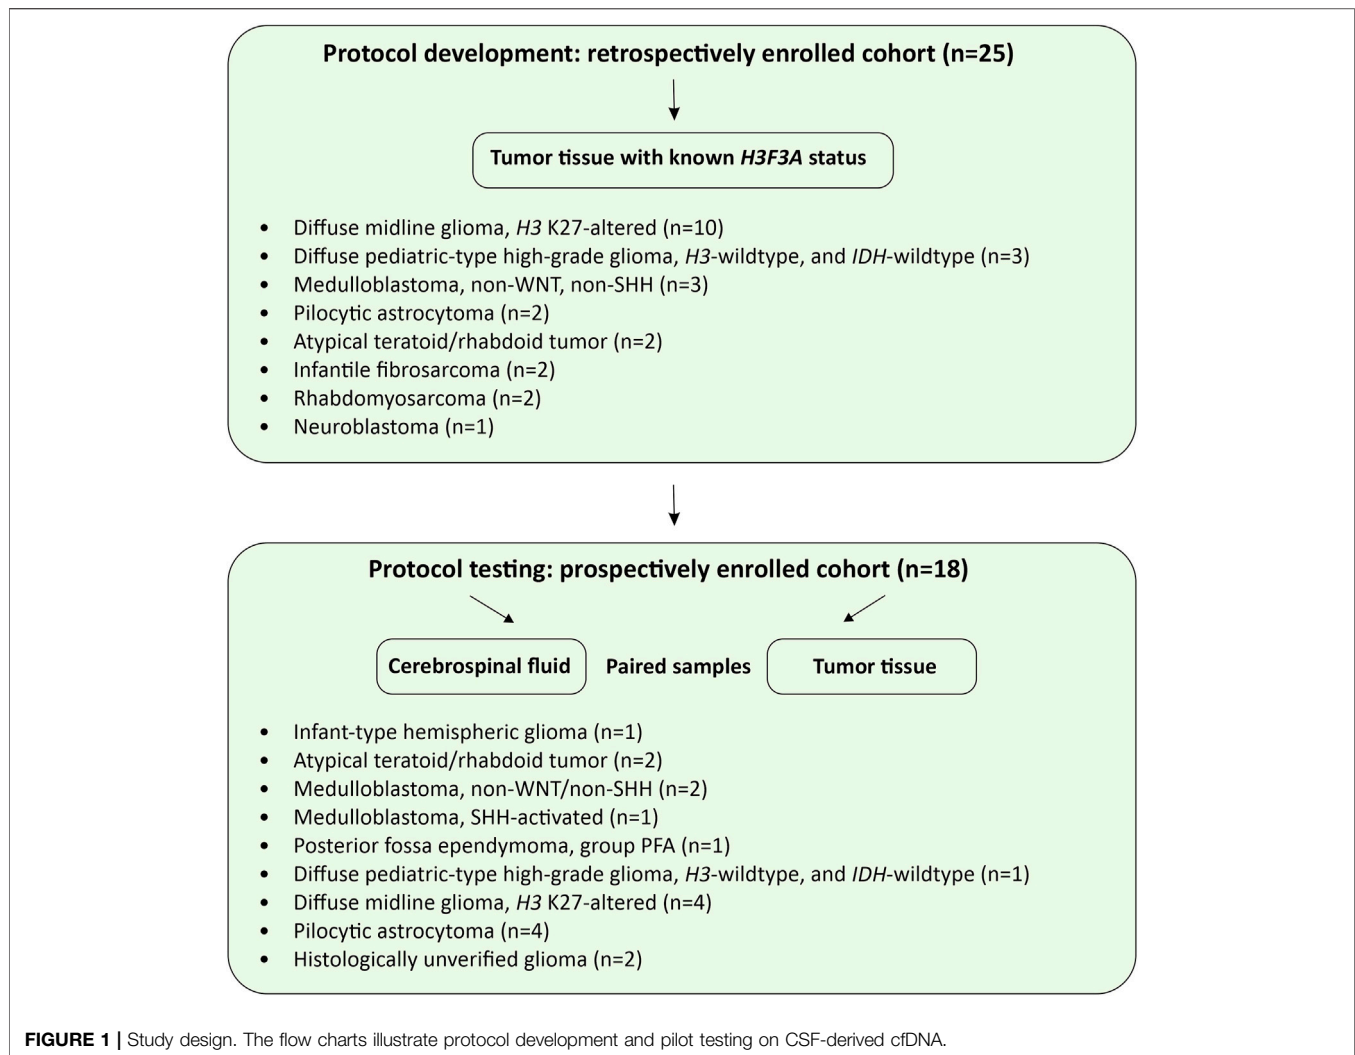 Protocol development: retrospectively enrolled cohort (n=25)
Tumor tissue with known H3F3A status
• Diffuse midline glioma, H3 K27-altered (n=10)
• Diffuse pediatric-type high-grade glioma, H3-wildtype, and IDH-wildtype (n=3)
• Medulloblastoma, non-WNT, non-SHH (n=3)
• Pilocytic astrocytoma (n=2)
• Atypical teratoid/rhabdoid tumor (n=2)
• Infantile fibrosarcoma (n=2)
• Rhabdomyosarcoma (n=2)
• Neuroblastoma (n=1)
Protocol testing: prospectively enrolled cohort (n=18)
Cerebrospinal fluid Paired samples Tumor tissue
• Infant-type hemispheric glioma (n=1)
• Atypical teratoid/rhabdoid tumor (n=2)
• Medulloblastoma, non-WNT/non-SHH (n=2)
• Medulloblastoma, SHH-activated (n=1)
• Posterior fossa ependymoma, group PFA (n=1)
• Diffuse pediatric-type high-grade glioma, H3-wildtype, and IDH-wildtype (n=1)
• Diffuse midline glioma, H3 K27-altered (n=4)
• Pilocytic astrocytoma (n=4)
• Histologically unverified glioma (n=2)
FIGURE 1 | Study design. The flow charts illustrate protocol development and pilot testing on CSF-derived cfDNA.